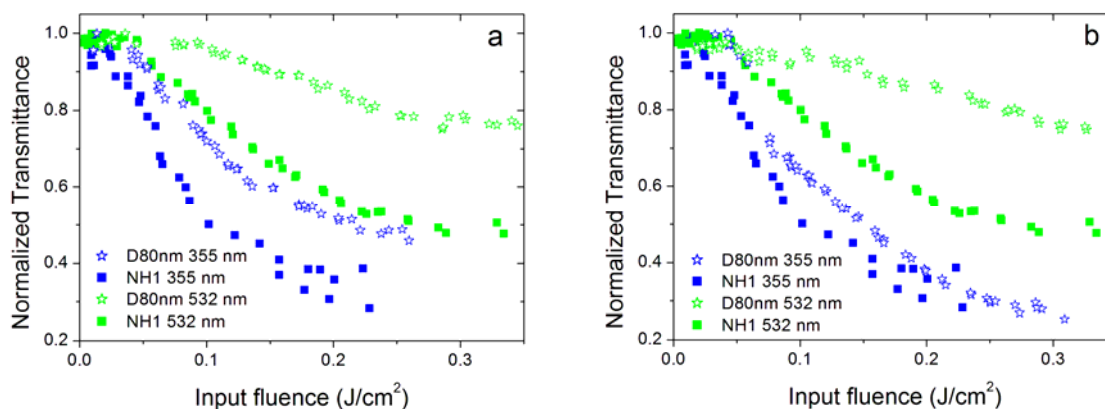 a
1.0
0.8
0.6
0.4
0.2
Normalized Transmittance
D80nm 355 nm
NH1 355 nm
D80nm 532 nm
NH1 532 nm
0.0 0.1 0.2 0.3
Input fluence (J/cm²)
b
1.0
0.8
0.6
0.4
0.2
Normalized Transmittance
D80nm 355 nm
NH1 355 nm
D80nm 532 nm
NH1 532 nm
0.0 0.1 0.2 0.3
Input fluence (J/cm²)